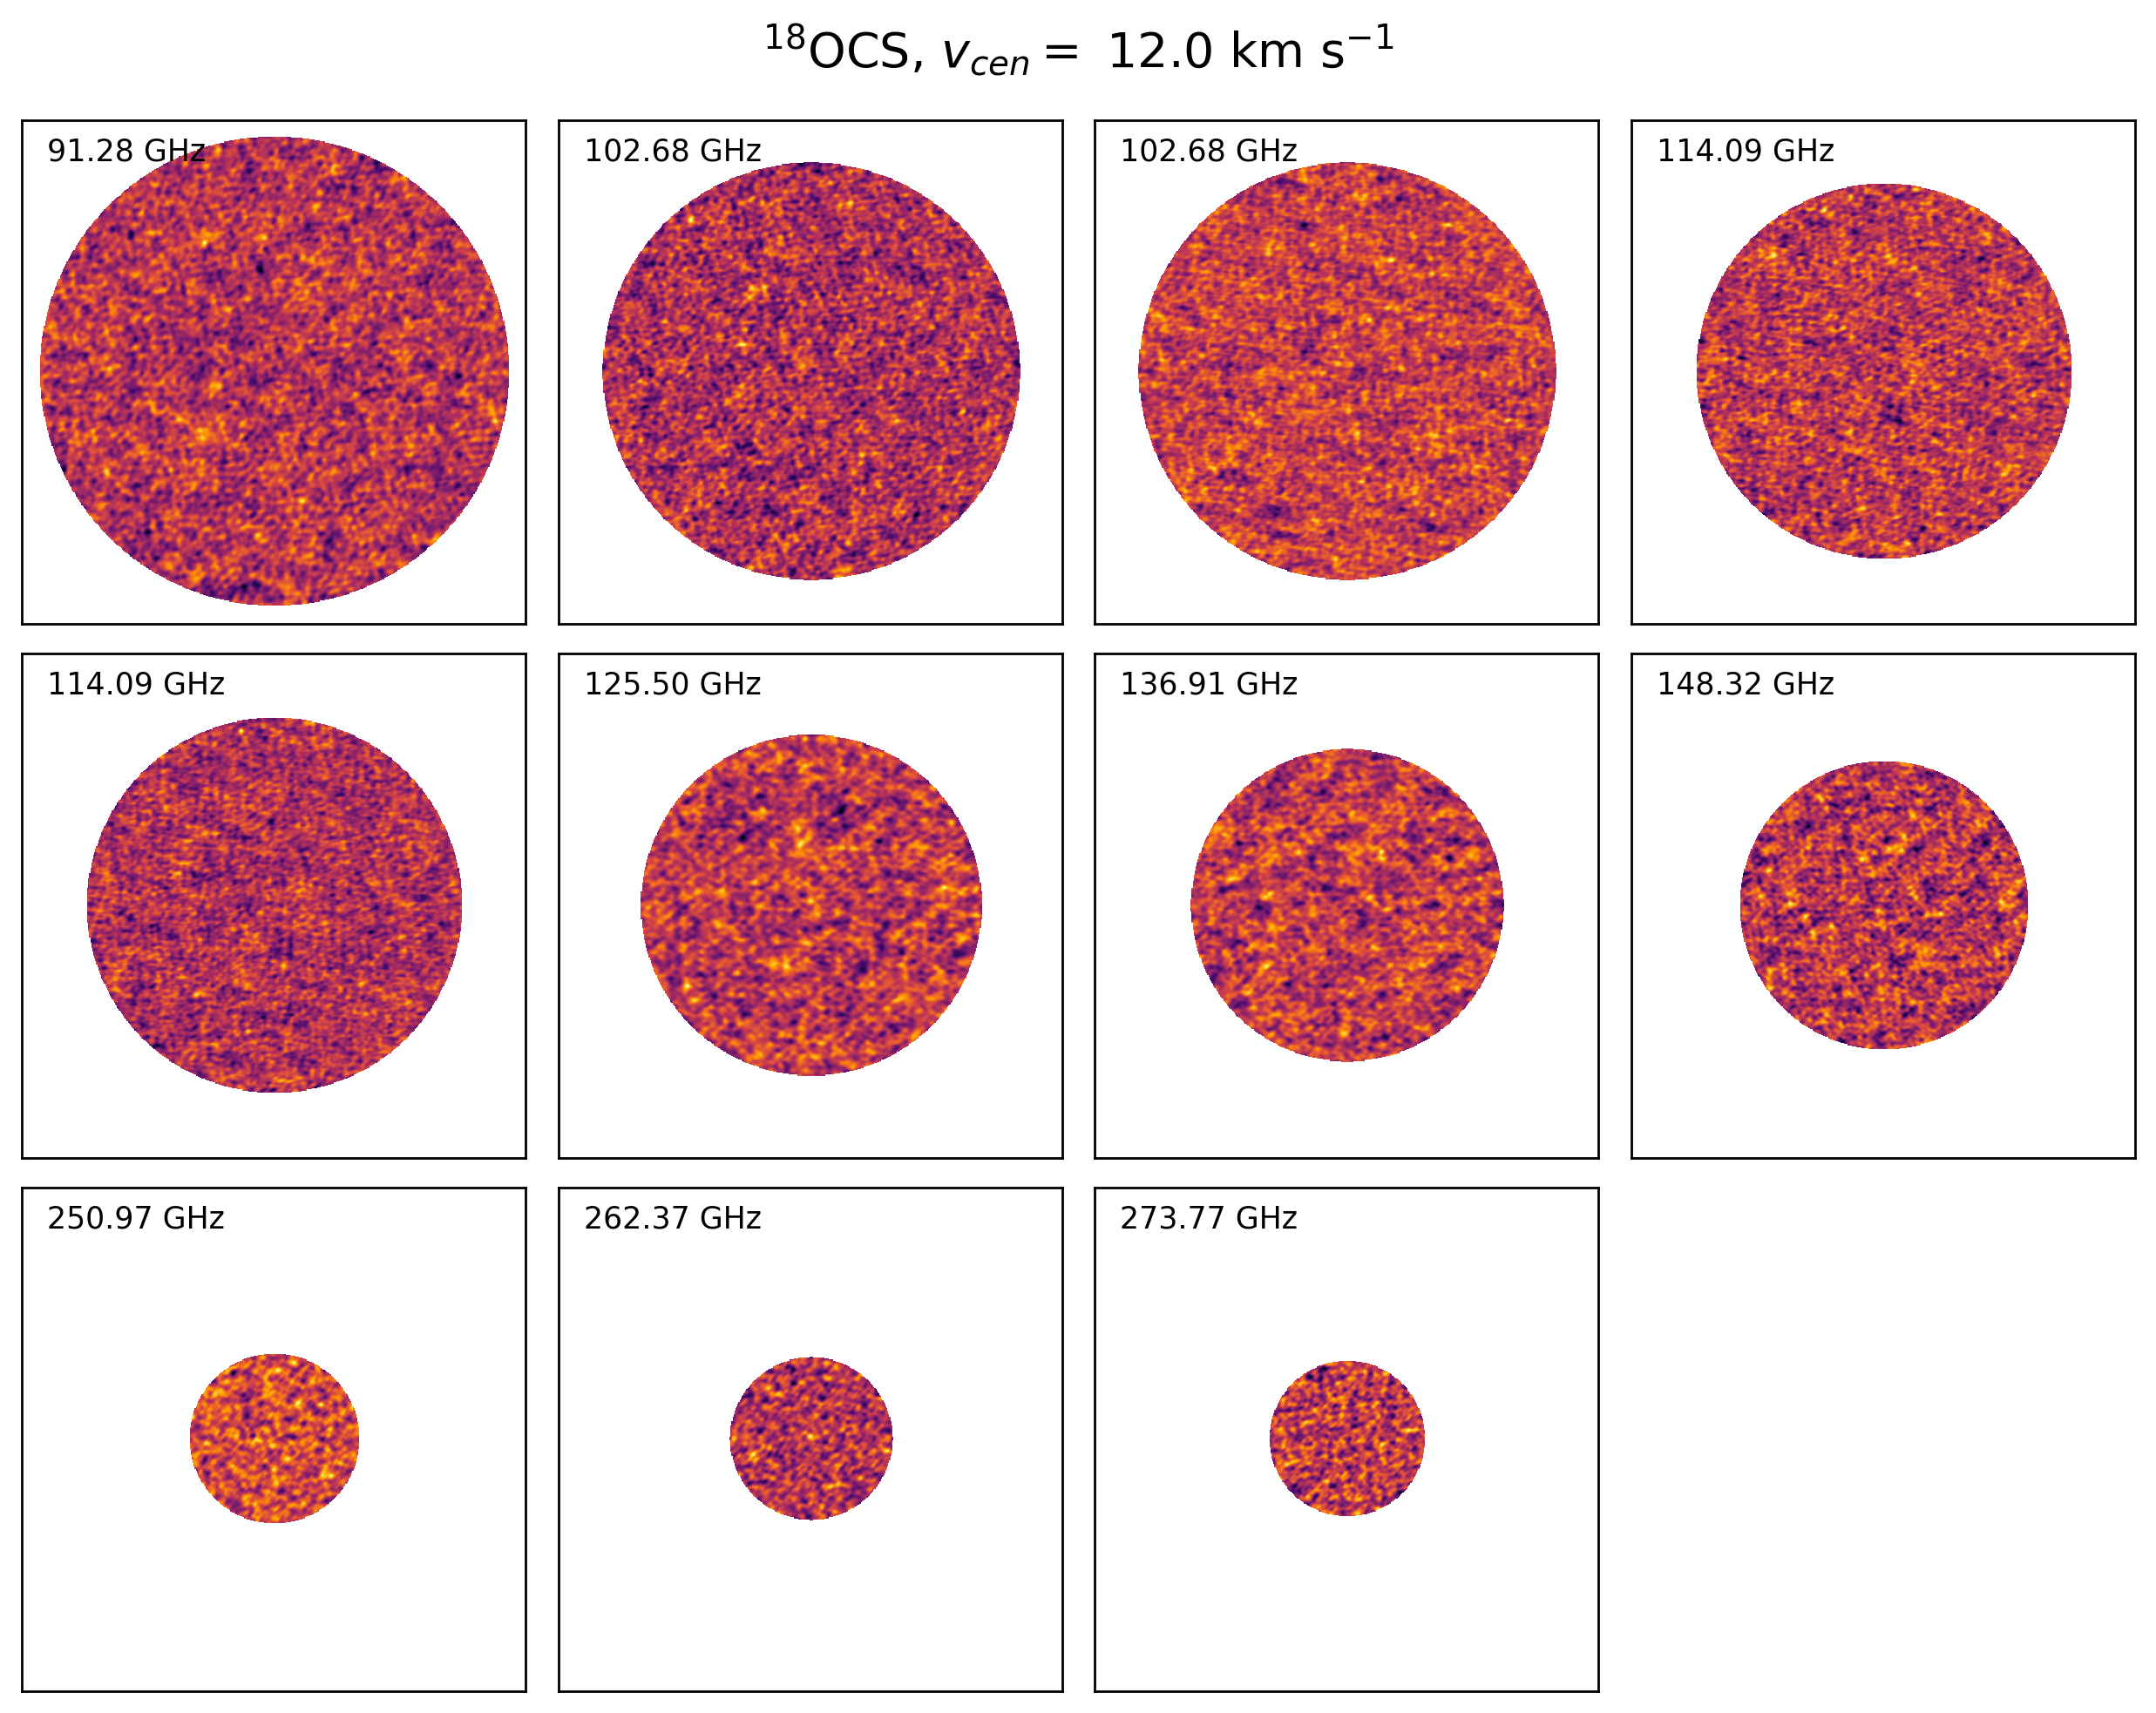 ¹⁸OCS, v_cen = 12.0 km s⁻¹
91.28 GHz
102.68 GHz
102.68 GHz
114.09 GHz
114.09 GHz
125.50 GHz
136.91 GHz
148.32 GHz
250.97 GHz
262.37 GHz
273.77 GHz